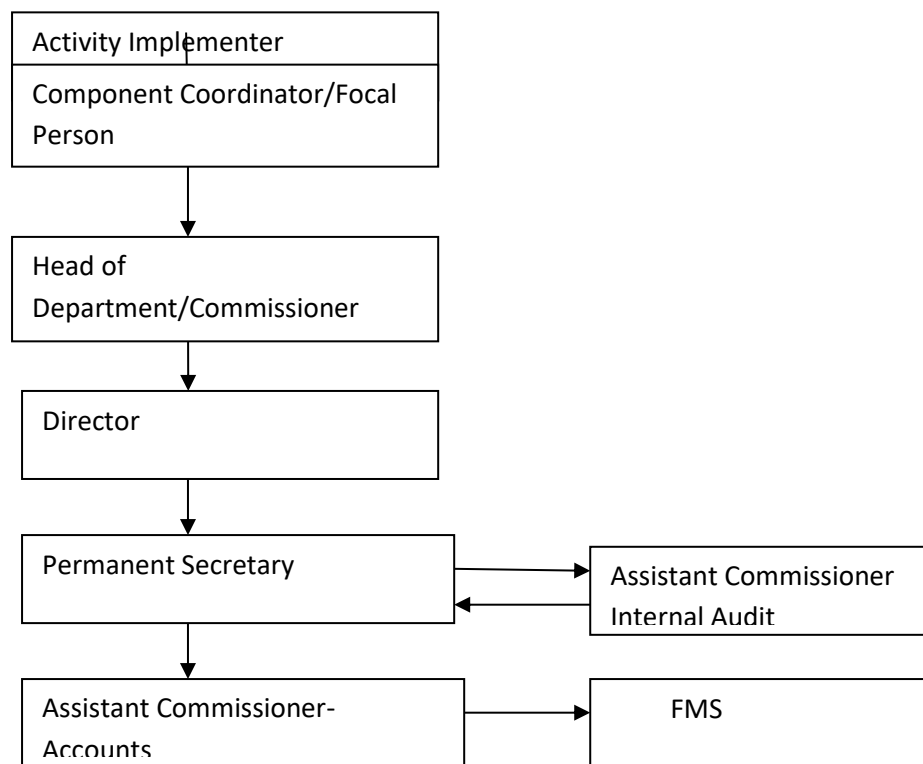 Activity Implementer
Component Coordinator/Focal
Person
Head of
Department/Commissioner
Director
Permanent Secretary
Assistant Commissioner
Internal Audit
Assistant Commissioner-
Accounts
FMS